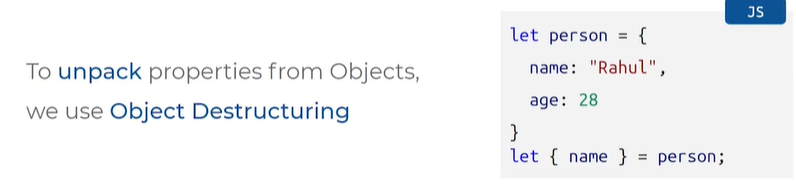 To unpack properties from Objects,
we use Object Destructuring
JS
let person = {
  name: "Rahul",
  age: 28
}
let { name } = person;